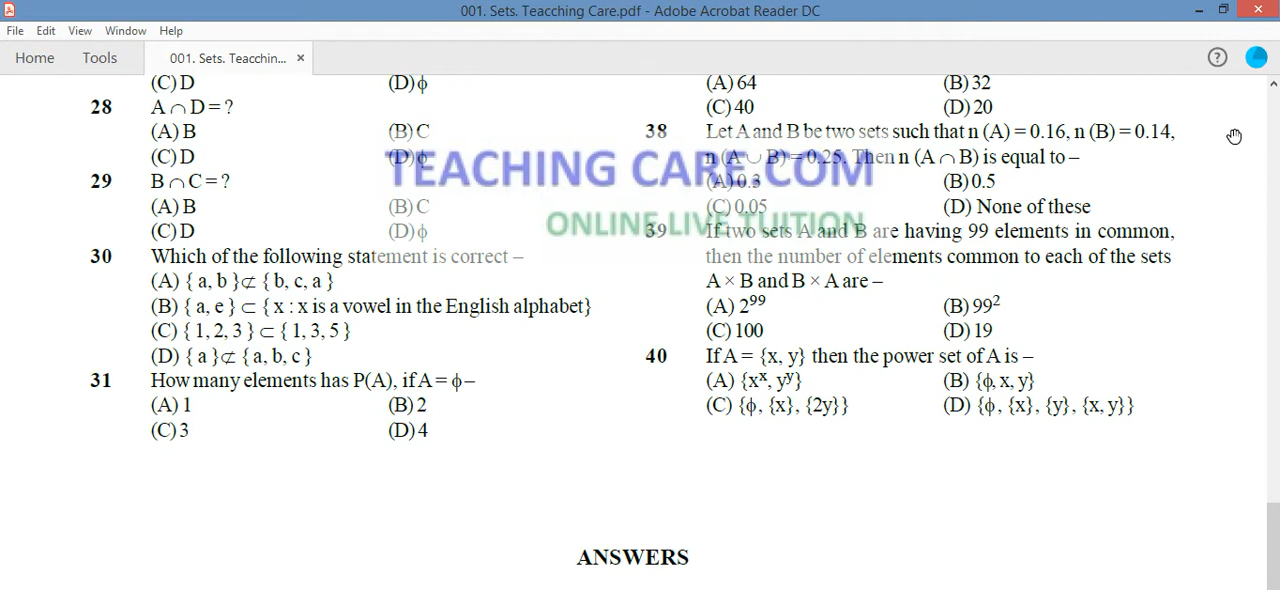 001. Sets. Teacching Care.pdf - Adobe Acrobat Reader DC
File Edit View Window Help
Home Tools 001. Sets. Teacchin... ×
(C) D (D) ϕ
28 A ∩ D = ?
(A) B (B) C
(C) D (D) ϕ
29 B ∩ C = ?
(A) B (B) C
(C) D (D) ϕ
30 Which of the following statement is correct –
(A) { a, b } ⊄ { b, c, a }
(B) { a, e } ⊂ { x : x is a vowel in the English alphabet}
(C) { 1, 2, 3 } ⊂ { 1, 3, 5 }
(D) { a } ⊄ { a, b, c }
31 How many elements has P(A), if A = ϕ –
(A) 1 (B) 2
(C) 3 (D) 4
(A) 64 (B) 32
(C) 40 (D) 20
38 Let A and B be two sets such that n (A) = 0.16, n (B) = 0.14,
n (A ∪ B) = 0.25. Then n (A ∩ B) is equal to –
(A) 0.3 (B) 0.5
(C) 0.05 (D) None of these
39 If two sets A and B are having 99 elements in common,
then the number of elements common to each of the sets
A × B and B × A are –
(A) 2⁹⁹ (B) 99²
(C) 100 (D) 19
40 If A = {x, y} then the power set of A is –
(A) {xˣ, yʸ} (B) {ϕ, x, y}
(C) {ϕ, {x}, {2y}} (D) {ϕ, {x}, {y}, {x, y}}
TEACHING CARE.COM
ONLINE LIVE TUITION
ANSWERS